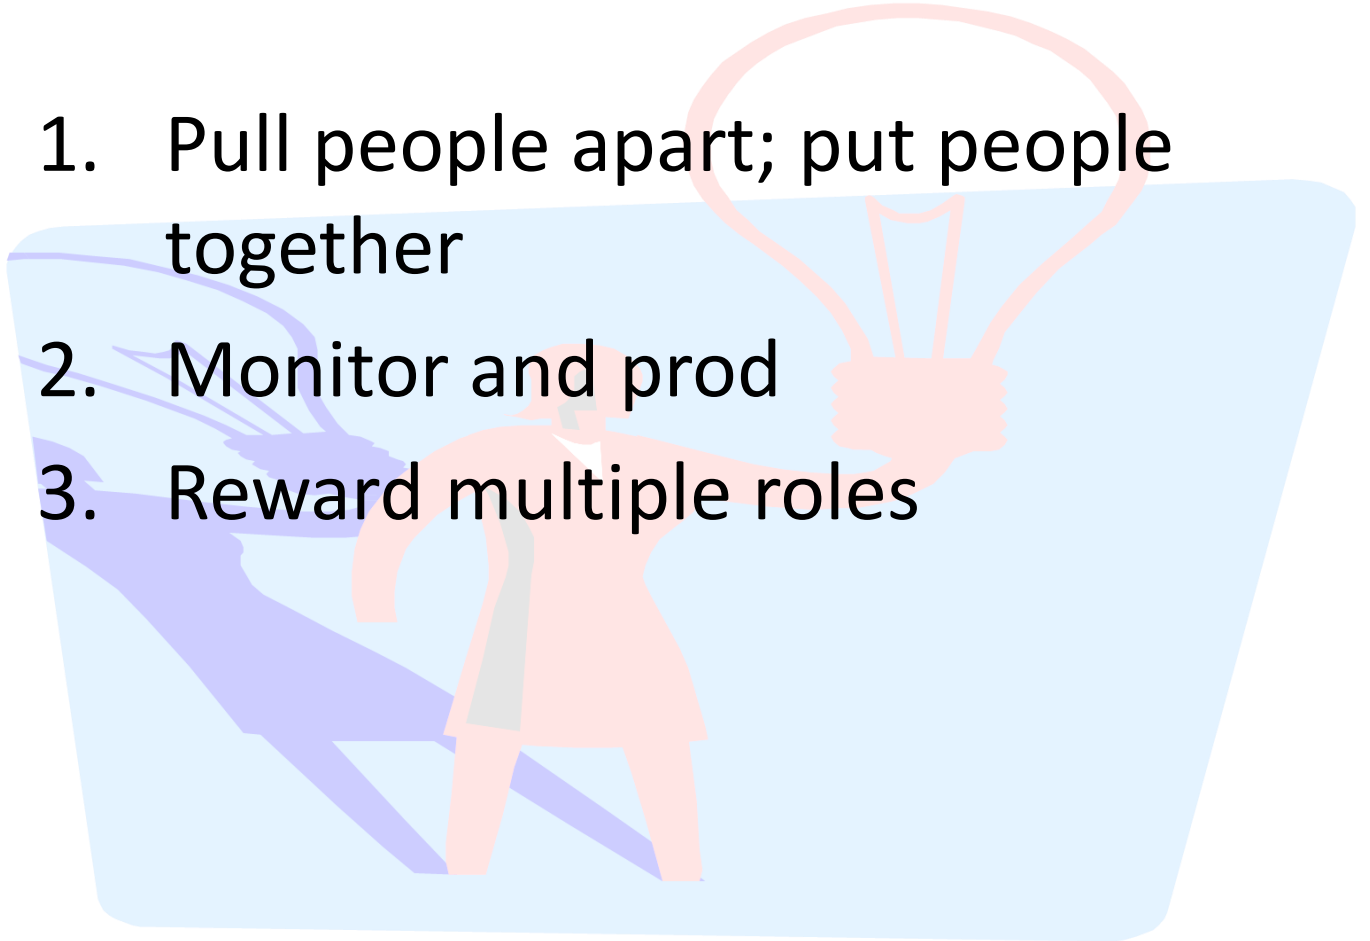 1. Pull people apart; put people
together
2. Monitor and prod
3. Reward multiple roles